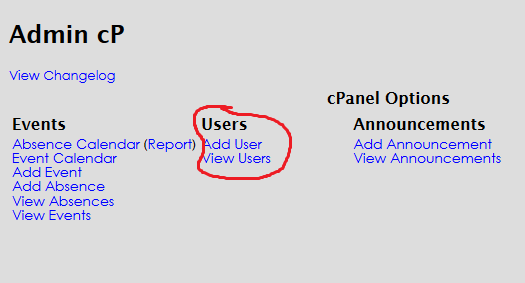 Admin cP
View Changelog
cPanel Options
Events
Absence Calendar (Report)
Event Calendar
Add Event
Add Absence
View Absences
View Events
Users
Add User
View Users
Announcements
Add Announcement
View Announcements